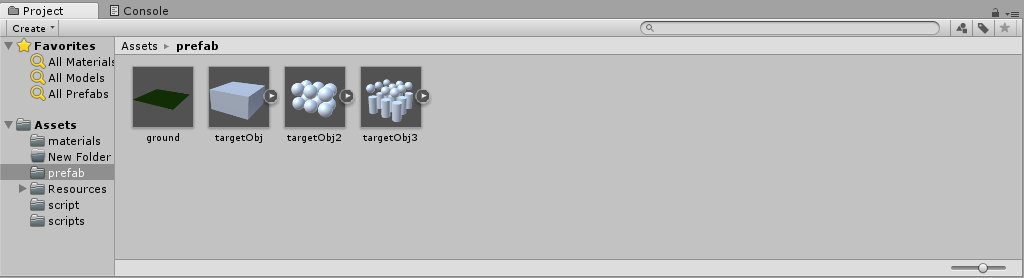 Project
Console
Create
Favorites
All Materials
All Models
All Prefabs
Assets
materials
New Folder
prefab
Resources
script
scripts
Assets ▸ prefab
ground
targetObj
targetObj2
targetObj3